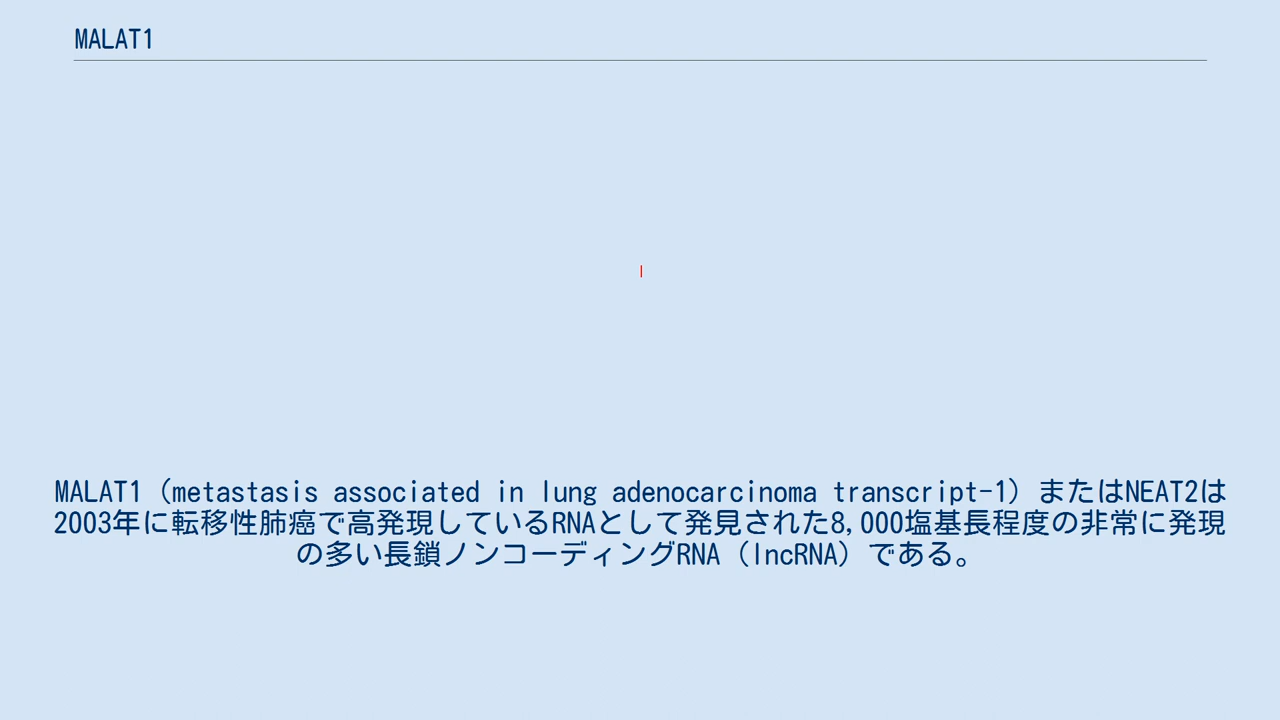 MALAT1
MALAT1（metastasis associated in lung adenocarcinoma transcript-1）またはNEAT2は
2003年に転移性肺癌で高発現しているRNAとして発見された8,000塩基長程度の非常に発現
の多い長鎖ノンコーディングRNA（lncRNA）である。